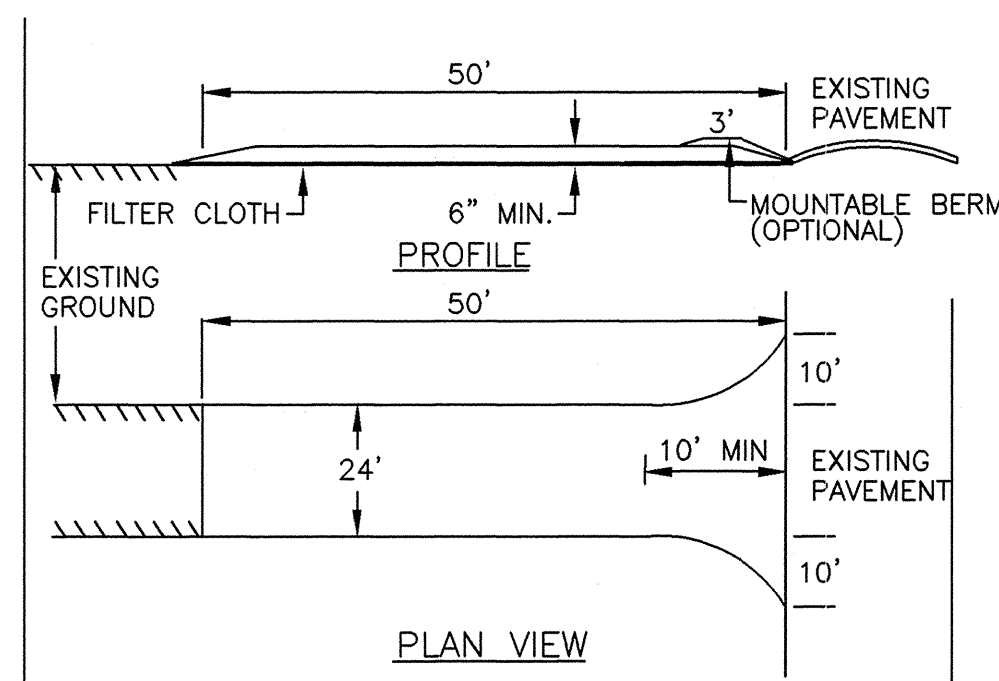 50'
EXISTING
PAVEMENT
3'
FILTER CLOTH
6" MIN.
MOUNTABLE BERM
(OPTIONAL)
PROFILE
EXISTING
GROUND
50'
10'
24'
10' MIN
EXISTING
PAVEMENT
10'
PLAN VIEW